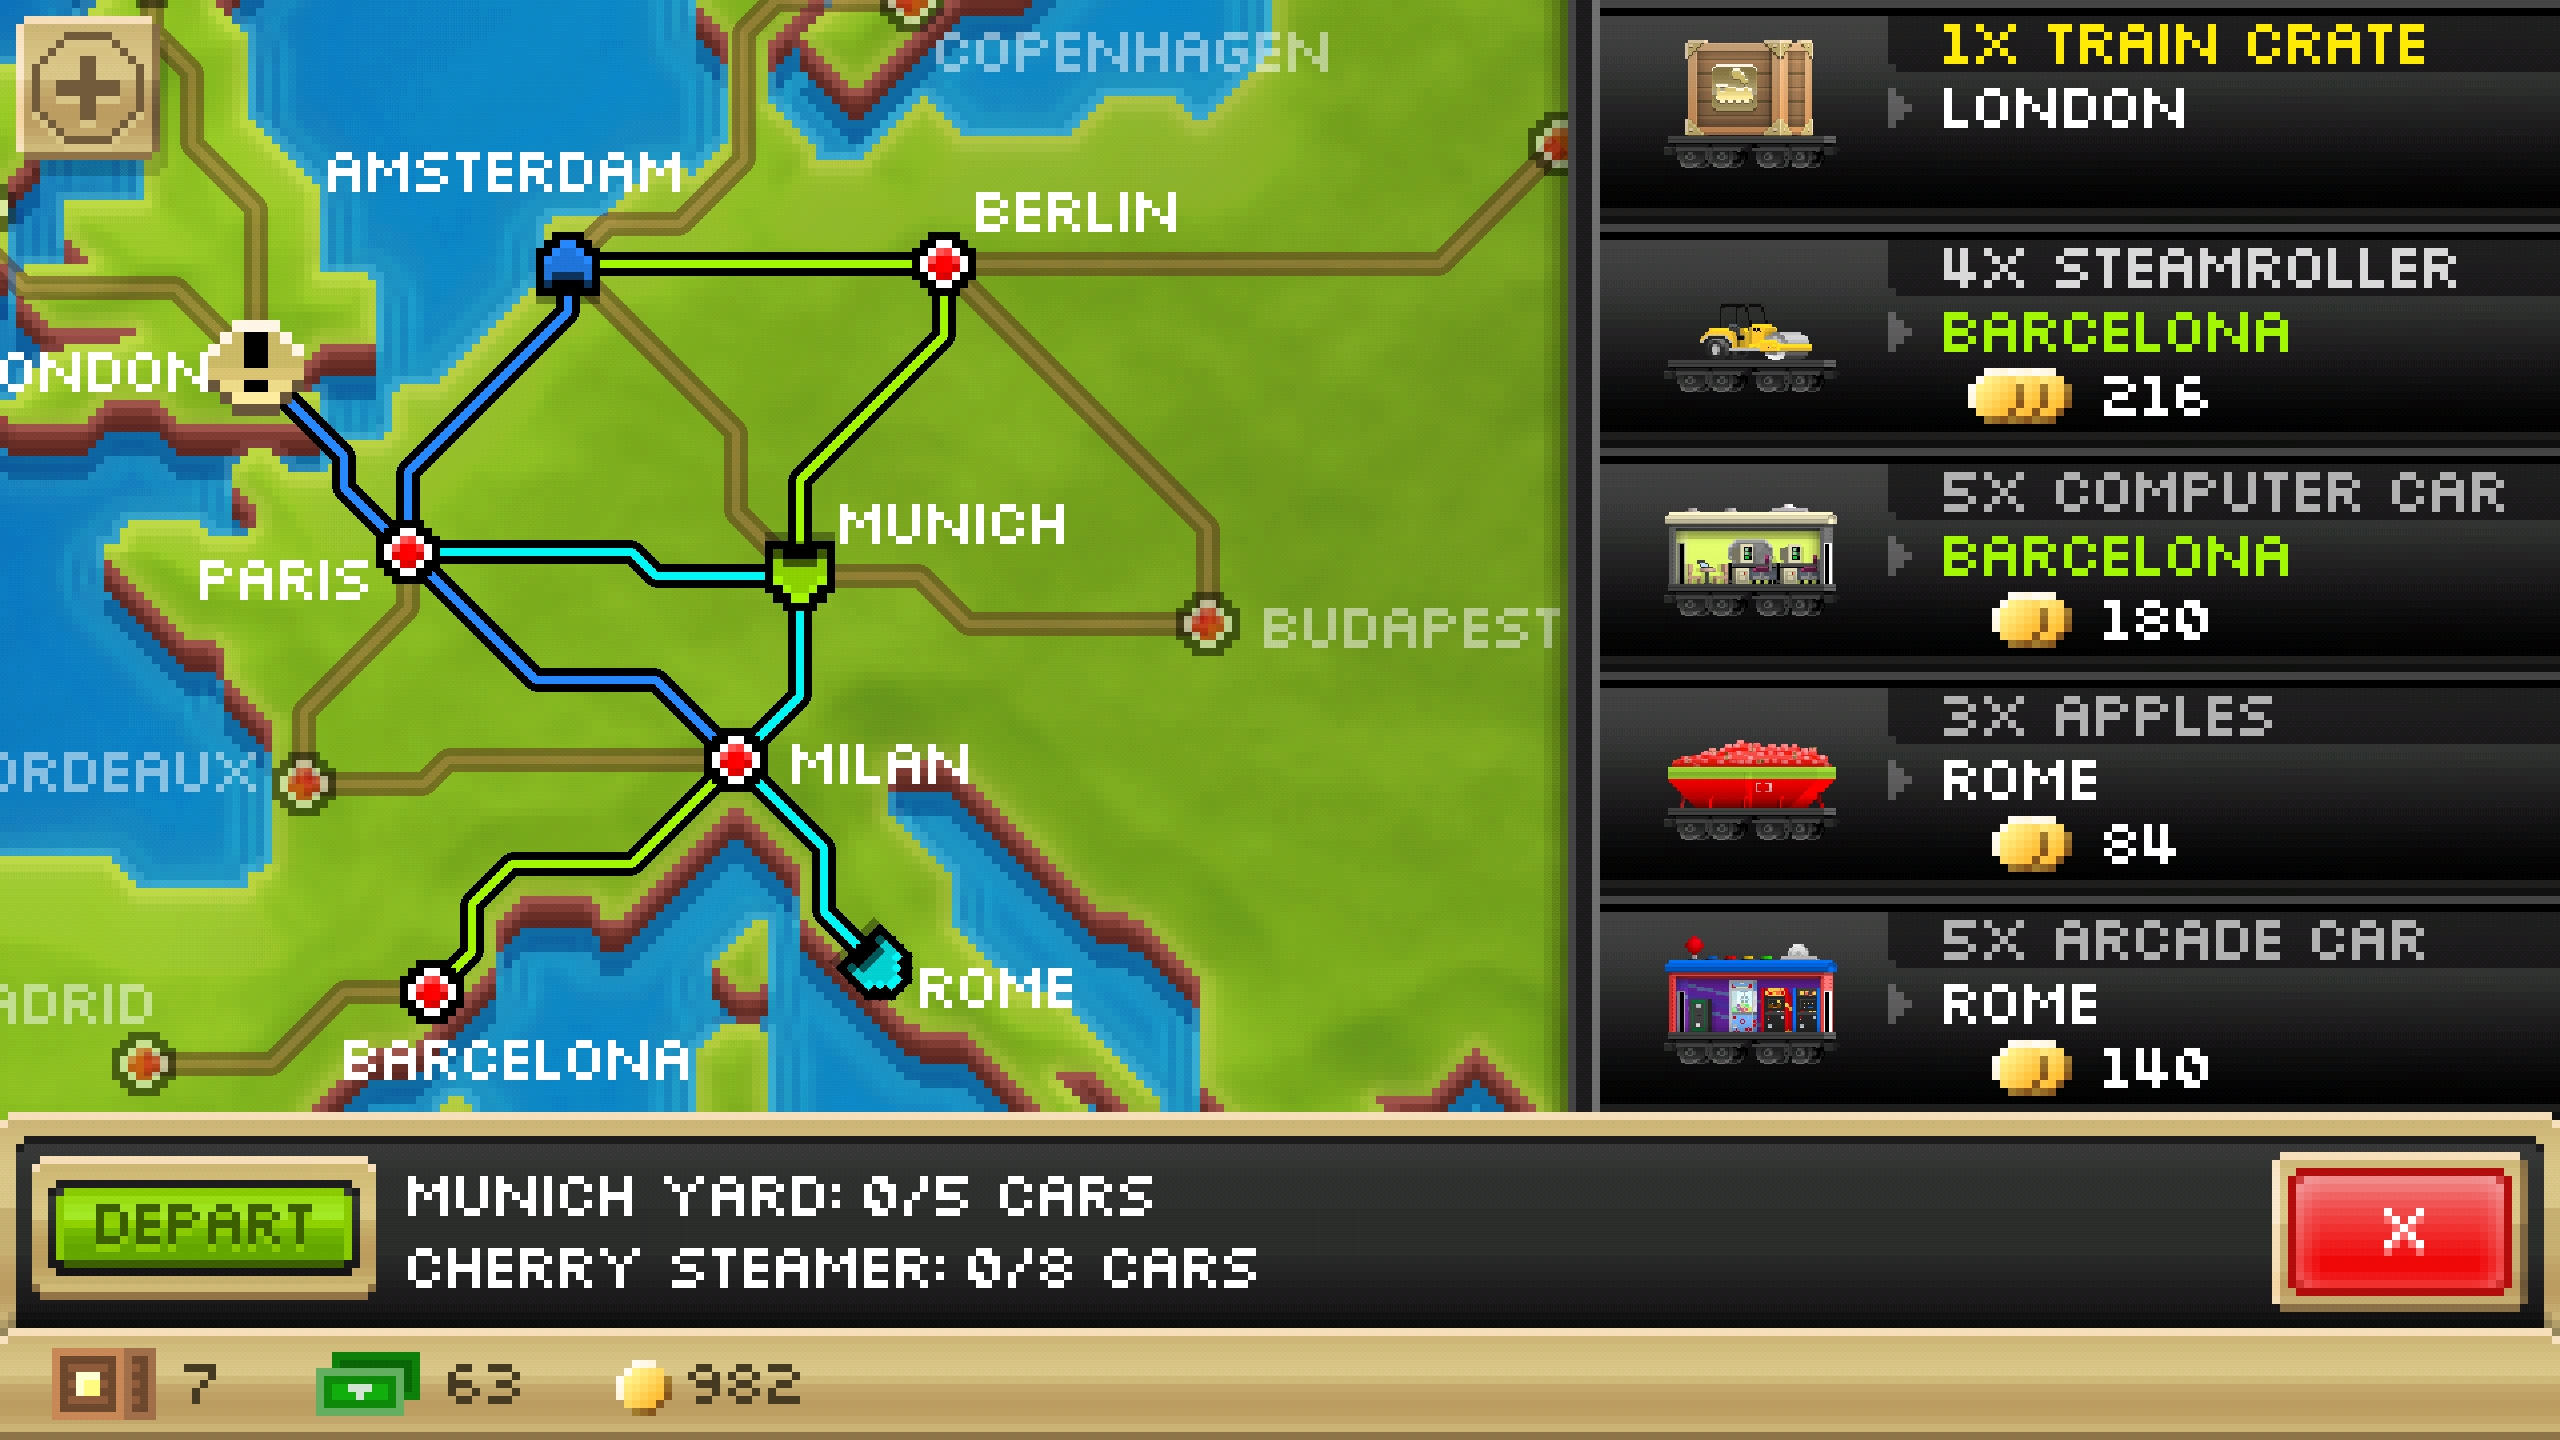 COPENHAGEN
AMSTERDAM
BERLIN
ONDON
MUNICH
PARIS
BUDAPEST
MILAN
ORDEAUX
ROME
ADRID
BARCELONA
1X TRAIN CRATE
LONDON
4X STEAMROLLER
BARCELONA
216
5X COMPUTER CAR
BARCELONA
180
3X APPLES
ROME
84
5X ARCADE CAR
ROME
140
DEPART
MUNICH YARD: 0/5 CARS
CHERRY STEAMER: 0/8 CARS
X
7
63
982